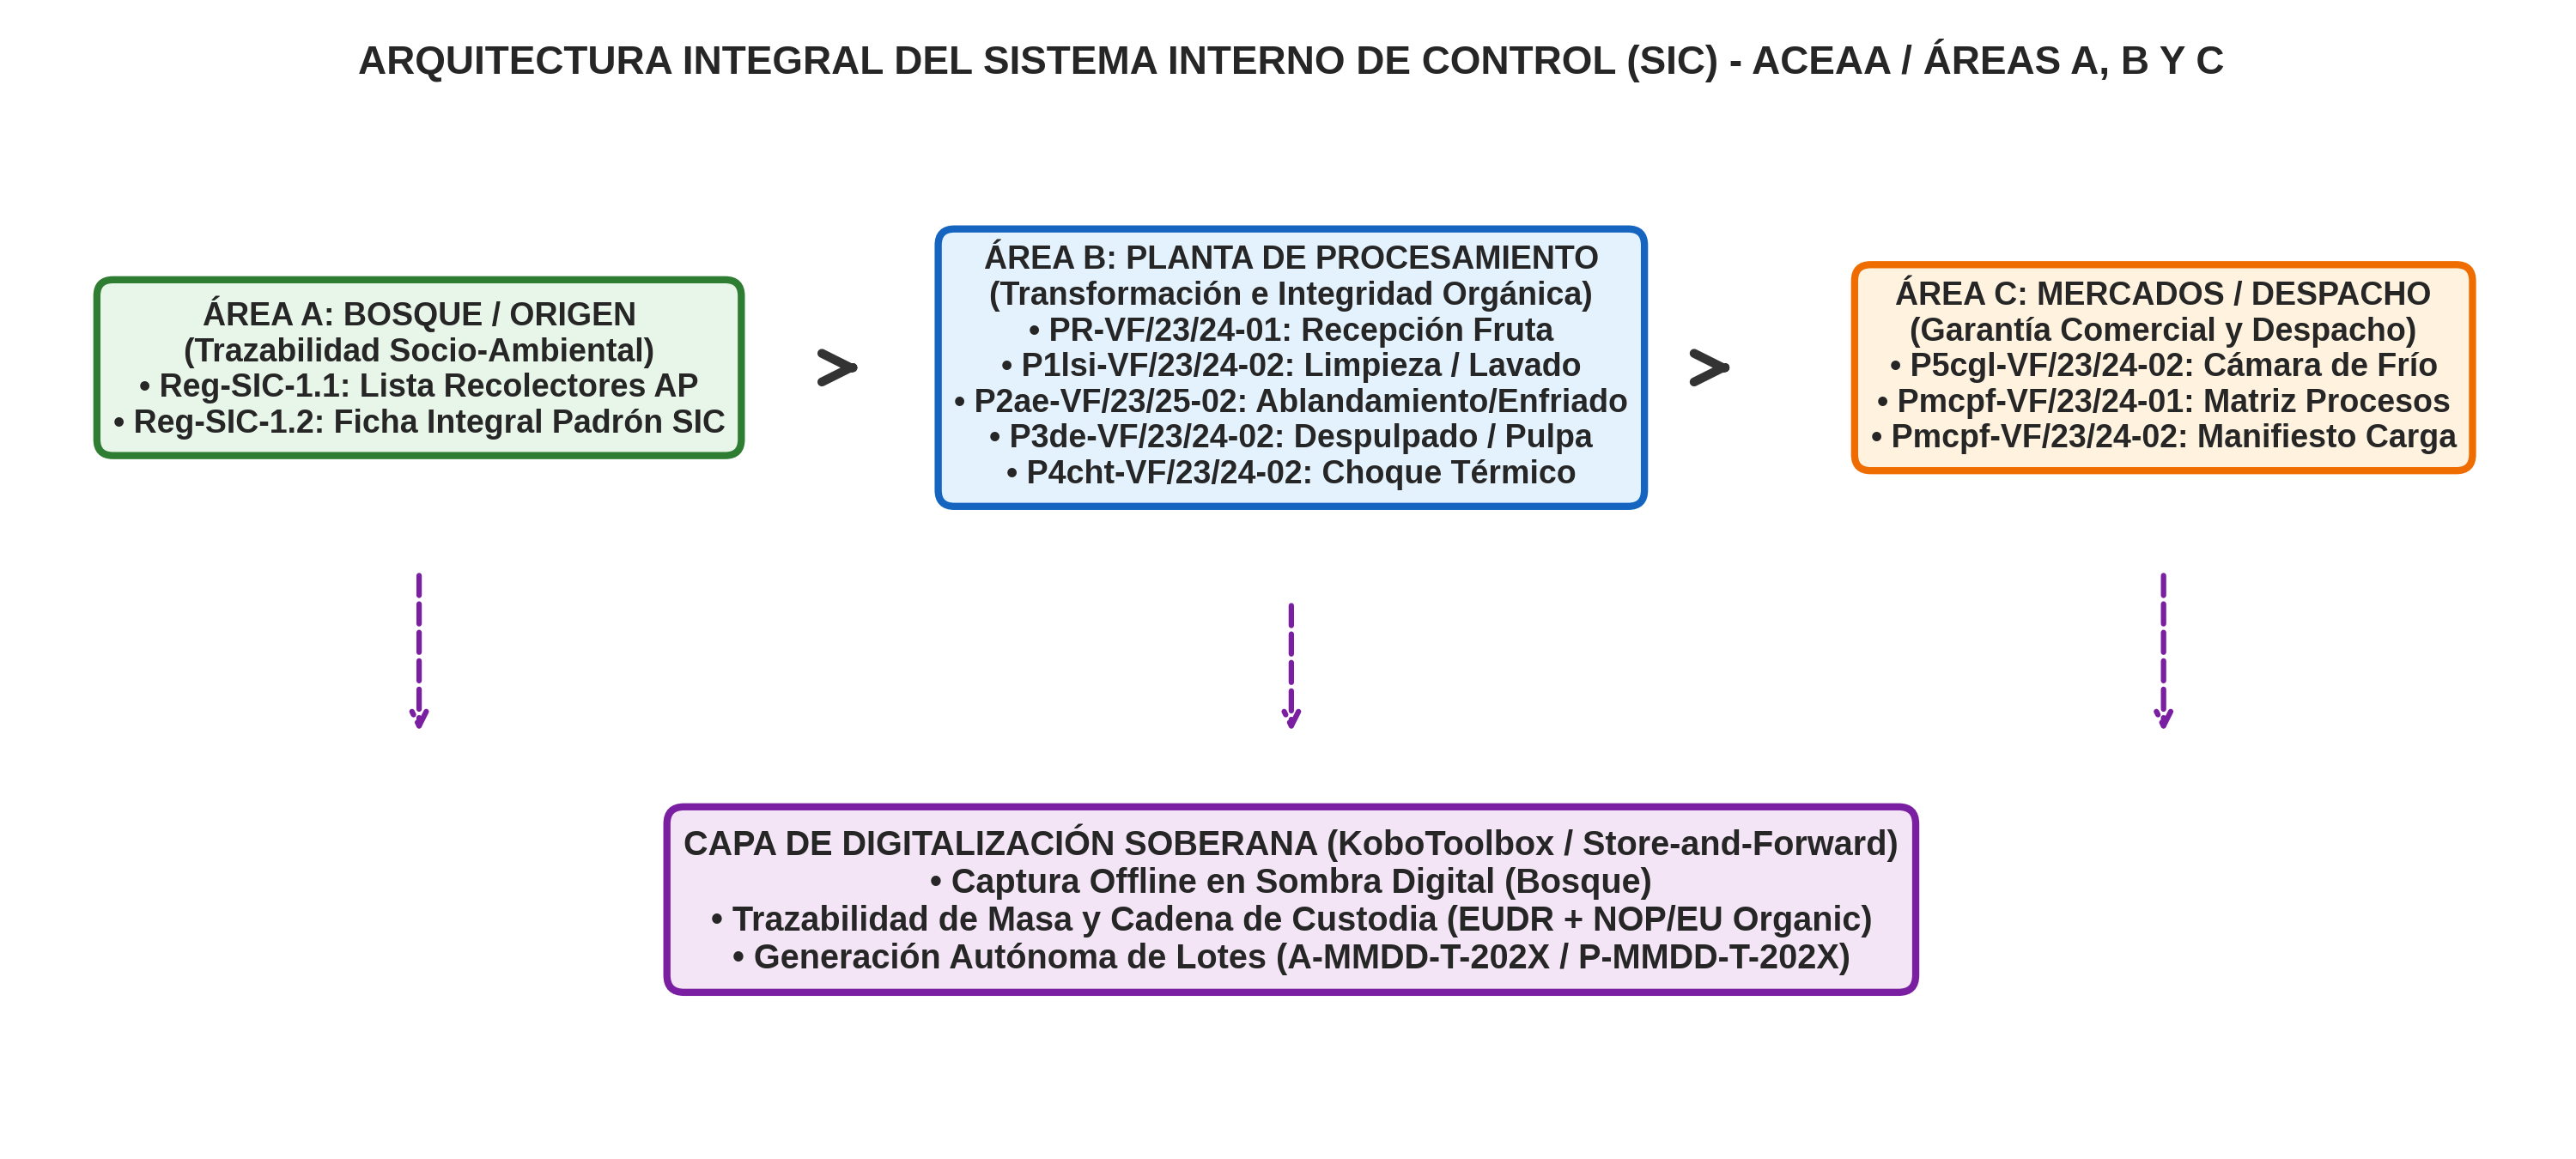 ARQUITECTURA INTEGRAL DEL SISTEMA INTERNO DE CONTROL (SIC) - ACEAA / ÁREAS A, B Y C
ÁREA A: BOSQUE / ORIGEN
(Trazabilidad Socio-Ambiental)
• Reg-SIC-1.1: Lista Recolectores AP
• Reg-SIC-1.2: Ficha Integral Padrón SIC
ÁREA B: PLANTA DE PROCESAMIENTO
(Transformación e Integridad Orgánica)
• PR-VF/23/24-01: Recepción Fruta
• P1lsi-VF/23/24-02: Limpieza / Lavado
• P2ae-VF/23/25-02: Ablandamiento/Enfriado
• P3de-VF/23/24-02: Despulpado / Pulpa
• P4cht-VF/23/24-02: Choque Térmico
ÁREA C: MERCADOS / DESPACHO
(Garantía Comercial y Despacho)
• P5cgl-VF/23/24-02: Cámara de Frío
• Pmcpf-VF/23/24-01: Matriz Procesos
• Pmcpf-VF/23/24-02: Manifiesto Carga
CAPA DE DIGITALIZACIÓN SOBERANA (KoboToolbox / Store-and-Forward)
• Captura Offline en Sombra Digital (Bosque)
• Trazabilidad de Masa y Cadena de Custodia (EUDR + NOP/EU Organic)
• Generación Autónoma de Lotes (A-MMDD-T-202X / P-MMDD-T-202X)